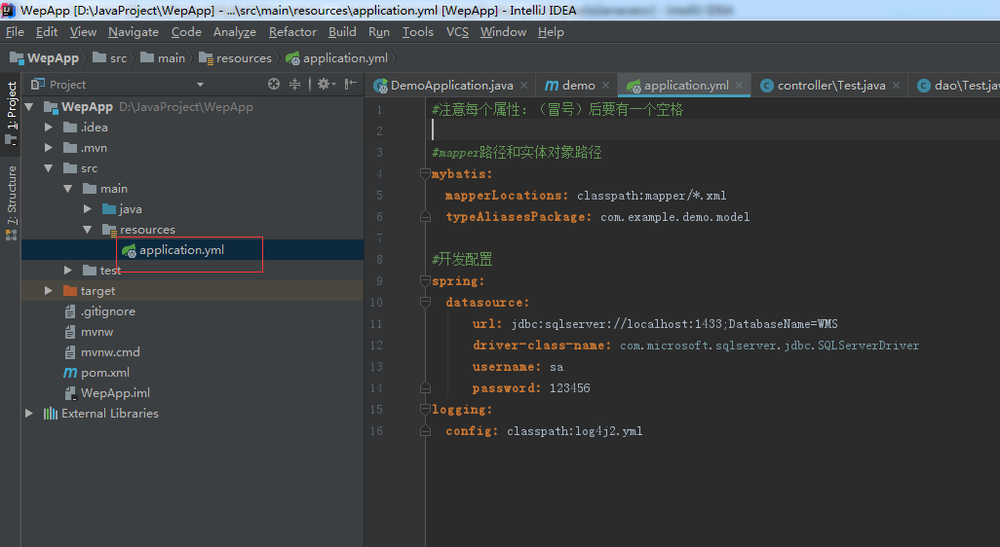 WepApp [D:\JavaProject\WepApp] - ...\src\main\resources\application.yml [WepApp] - IntelliJ IDEA
File Edit View Navigate Code Analyze Refactor Build Run Tools VCS Window Help
WepApp src main resources application.yml
1: Project
7: Structure
Project
WepApp D:\JavaProject\WepApp
.idea
.mvn
src
main
java
resources
application.yml
test
target
.gitignore
mvnw
mvnw.cmd
pom.xml
WepApp.iml
External Libraries
DemoApplication.java demo application.yml controller\Test.java dao\Test.jav
1 #注意每个属性：（冒号）后要有一个空格
2
3 #mapper路径和实体对象路径
4 mybatis:
5 mapperLocations: classpath:mapper/*.xml
6 typeAliasesPackage: com.example.demo.model
7
8 #开发配置
9 spring:
10 datasource:
11 url: jdbc:sqlserver://localhost:1433;DatabaseName=WMS
12 driver-class-name: com.microsoft.sqlserver.jdbc.SQLServerDriver
13 username: sa
14 password: 123456
15 logging:
16 config: classpath:log4j2.yml